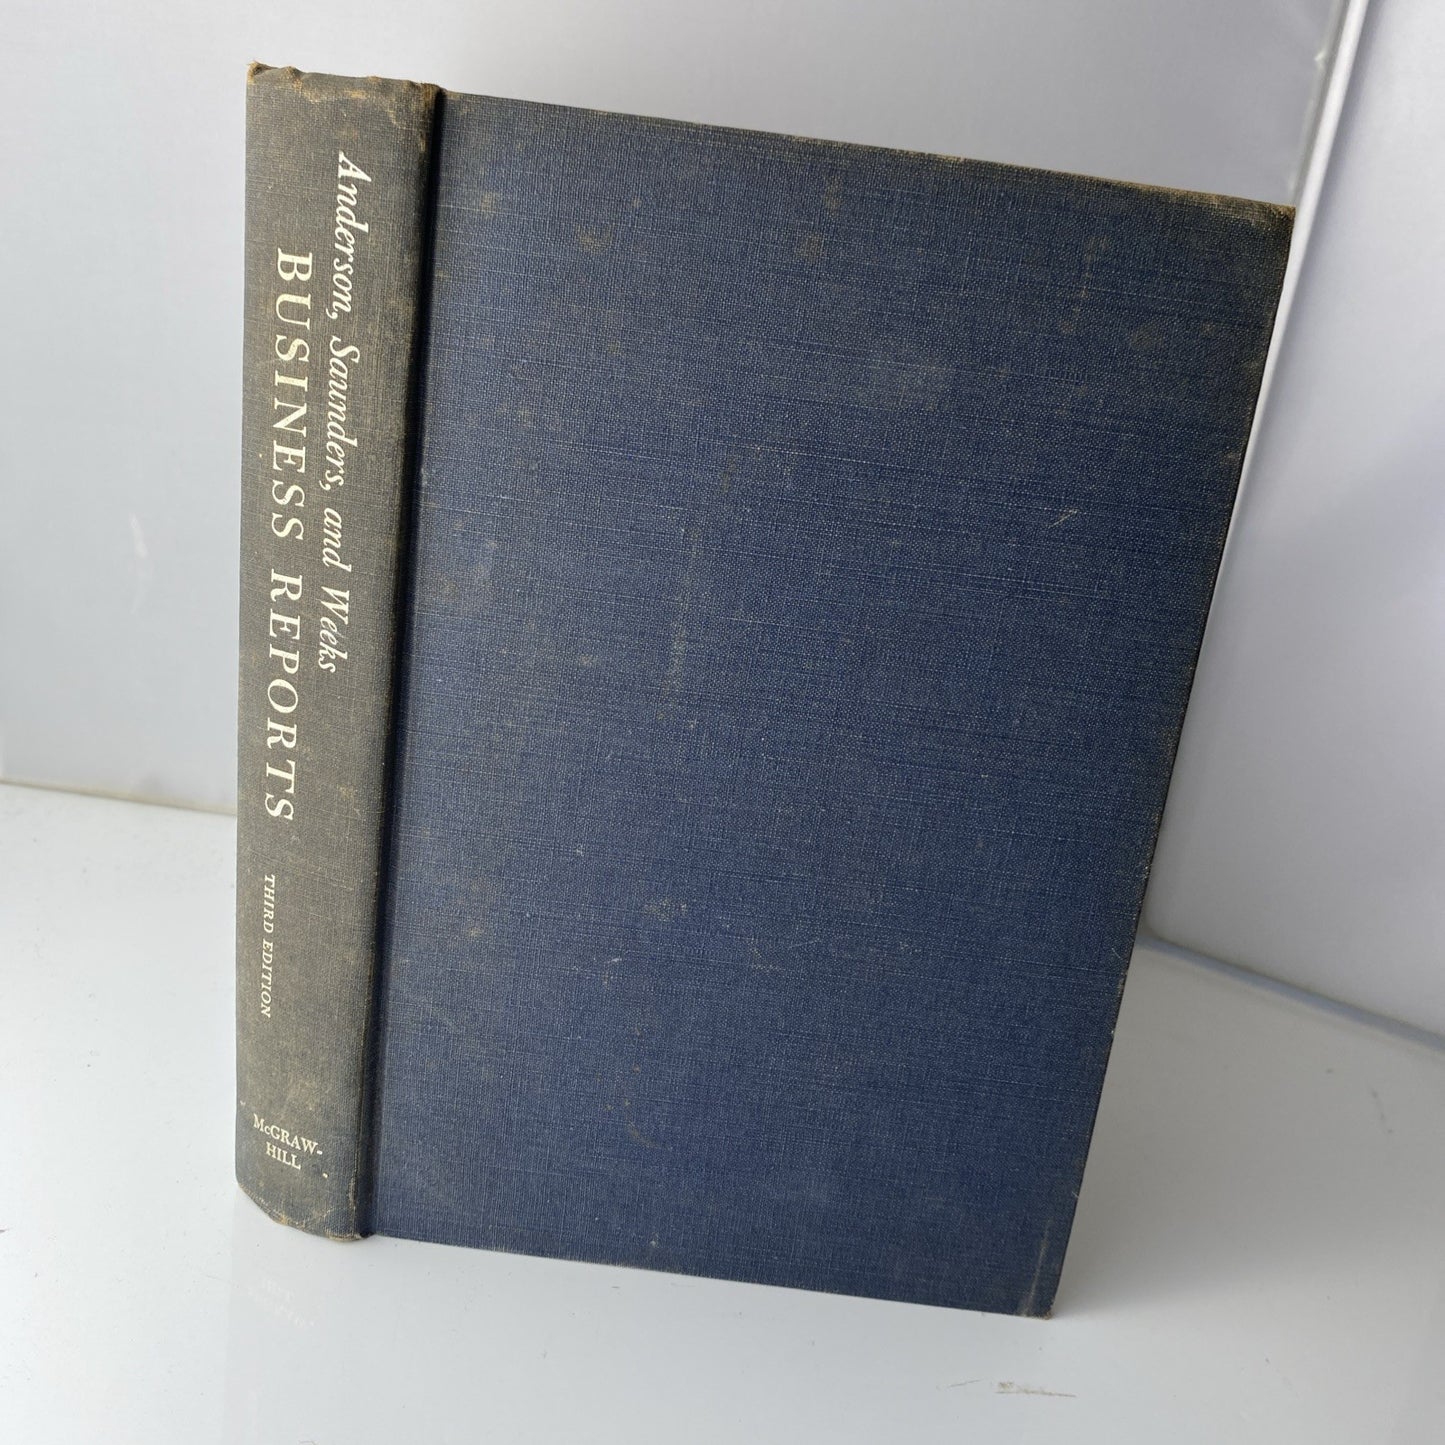 Anderson, Saunders, and Weeks
BUSINESS REPORTS
THIRD EDITION
McGRAW-
HILL